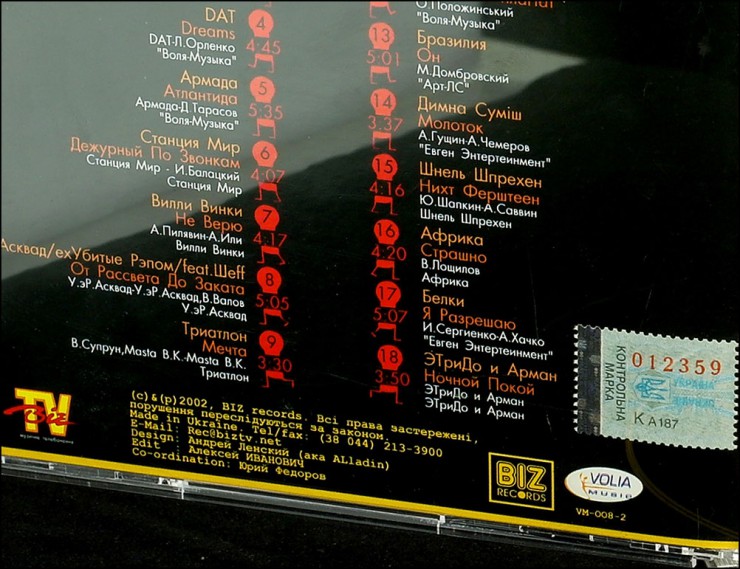 DAT
4
Dreams
4:45
DAT-Л.Орленко
"Воля-Музыка"
Армада
5
Атлантида
5:35
Армада-Д.Тарасов
"Воля-Музыка"
Станция Мир
6
Дежурный По Звонкам
4:07
Станция Мир - И.Балацкий
Станция Мир
Вилли Винки
7
Не Верю
4:17
А.Пилявин-А.Или
Вилли Винки
Асквад/exУбитые Рэпом/feat.Шеff
8
От Рассвета До Заката
5:05
У.эР.Асквад-У.эР.Асквад,В.Валов
У.эР.Асквад
Триатлон
9
Мечта
3:30
В.Супрун,Masta B.K.-Masta B.K.
Триатлон
О.Положинський
"Воля-Музыка"
13
Бразилия
Он
5:01
М.Домбровский
"Арт-ЛС"
14
Димна Суміш
Молоток
3:37
А.Гущин-А.Чемеров
"Евген Энтертеинмент"
15
Шнель Шпрехен
Нихт Ферштеен
4:16
Ю.Шапкин-А.Саввин
Шнель Шпрехен
16
Африка
Страшно
4:20
В.Лощилов
Африка
17
Белки
Я Разрешаю
5:07
И.Сергиенко-А.Хачко
"Евген Энтертеинмент"
18
ЭТриДо и Арман
Ночной Покой
3:50
ЭТриДо и Арман
ЭТриДо и Арман
КОНТРОЛЬНА
МАРКА
012359
УКРАЇНА
К А187
TV
Biz
музичне телебачення
(c)&(p)2002, BIZ records. Всі права застережені,
порушення переслідуються за законом.
Made in Ukraine. Tel/fax: (38 044) 213-3900
E-Mail: Rec@biztv.net
Design: Андрей Ленский (aka ALladin)
Edit: Алексей ИВАНОВИЧ
Co-ordination: Юрий Федоров
BIZ
RECORDS
VOLIA
MUSIC
VM-008-2